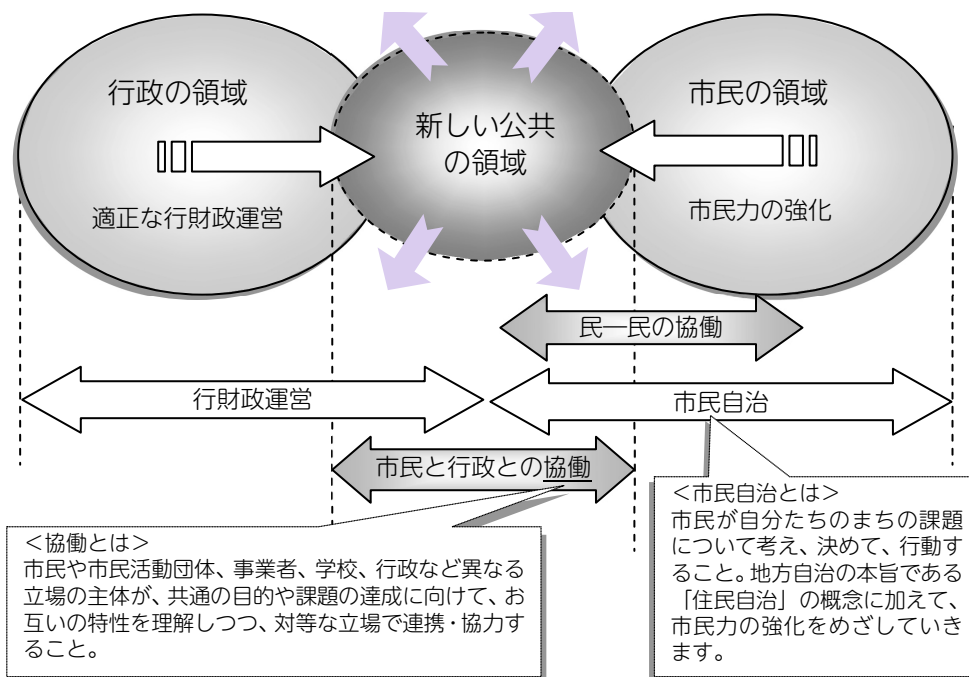 行政の領域
新しい公共
の領域
市民の領域
適正な行財政運営
市民力の強化
民―民の協働
行財政運営
市民自治
市民と行政との協働
＜協働とは＞
市民や市民活動団体、事業者、学校、行政など異なる
立場の主体が、共通の目的や課題の達成に向けて、お
互いの特性を理解しつつ、対等な立場で連携・協力す
ること。
＜市民自治とは＞
市民が自分たちのまちの課題
について考え、決めて、行動す
ること。地方自治の本旨である
「住民自治」の概念に加えて、
市民力の強化をめざしていき
ます。